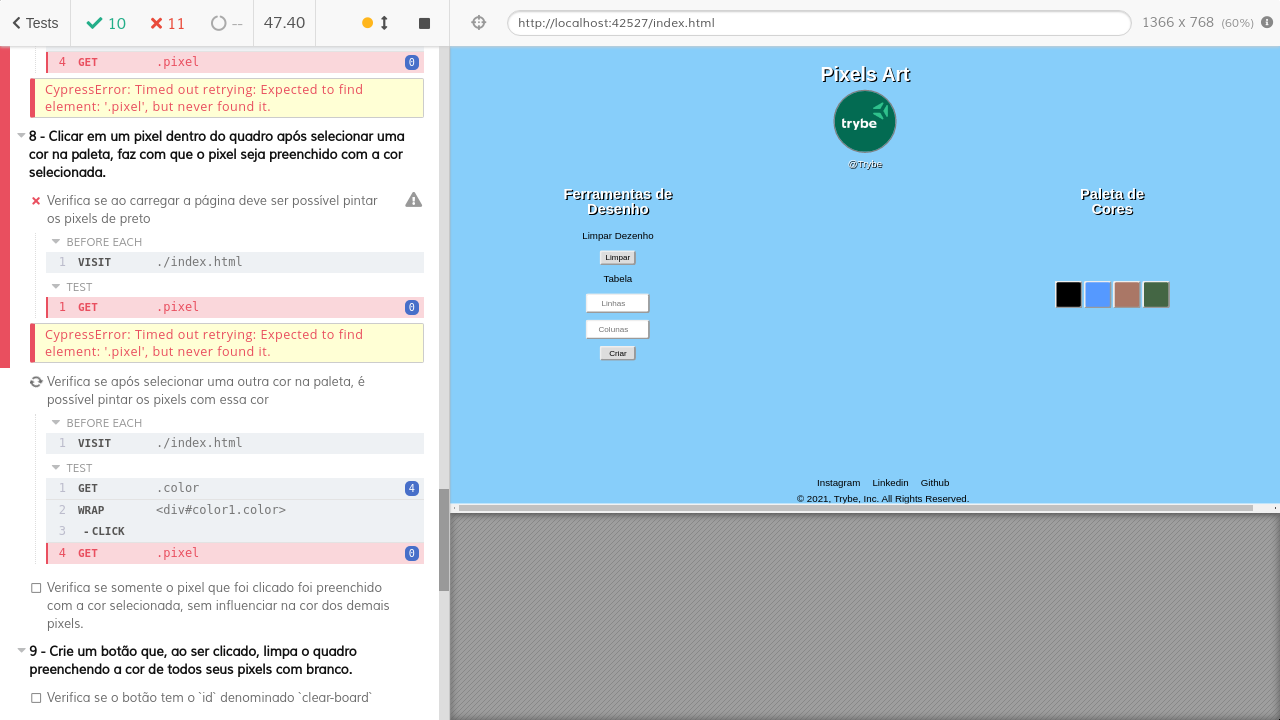 Tests
10
11
--
47.40
http://localhost:42527/index.html
1366 x 768 (60%)
4 GET .pixel 0
CypressError: Timed out retrying: Expected to find
element: '.pixel', but never found it.
8 - Clicar em um pixel dentro do quadro após selecionar uma
cor na paleta, faz com que o pixel seja preenchido com a cor
selecionada.
Verifica se ao carregar a página deve ser possível pintar
os pixels de preto
BEFORE EACH
1 VISIT ./index.html
TEST
1 GET .pixel 0
CypressError: Timed out retrying: Expected to find
element: '.pixel', but never found it.
Verifica se após selecionar uma outra cor na paleta, é
possível pintar os pixels com essa cor
BEFORE EACH
1 VISIT ./index.html
TEST
1 GET .color 4
2 WRAP <div#color1.color>
3 -CLICK
4 GET .pixel 0
Verifica se somente o pixel que foi clicado foi preenchido
com a cor selecionada, sem influenciar na cor dos demais
pixels.
9 - Crie um botão que, ao ser clicado, limpa o quadro
preenchendo a cor de todos seus pixels com branco.
Verifica se o botão tem o `id` denominado `clear-board`
Pixels Art
trybe
@Trybe
Ferramentas de
Desenho
Limpar Dezenho
Limpar
Tabela
Linhas
Colunas
Criar
Paleta de
Cores
Instagram Linkedin Github
© 2021, Trybe, Inc. All Rights Reserved.